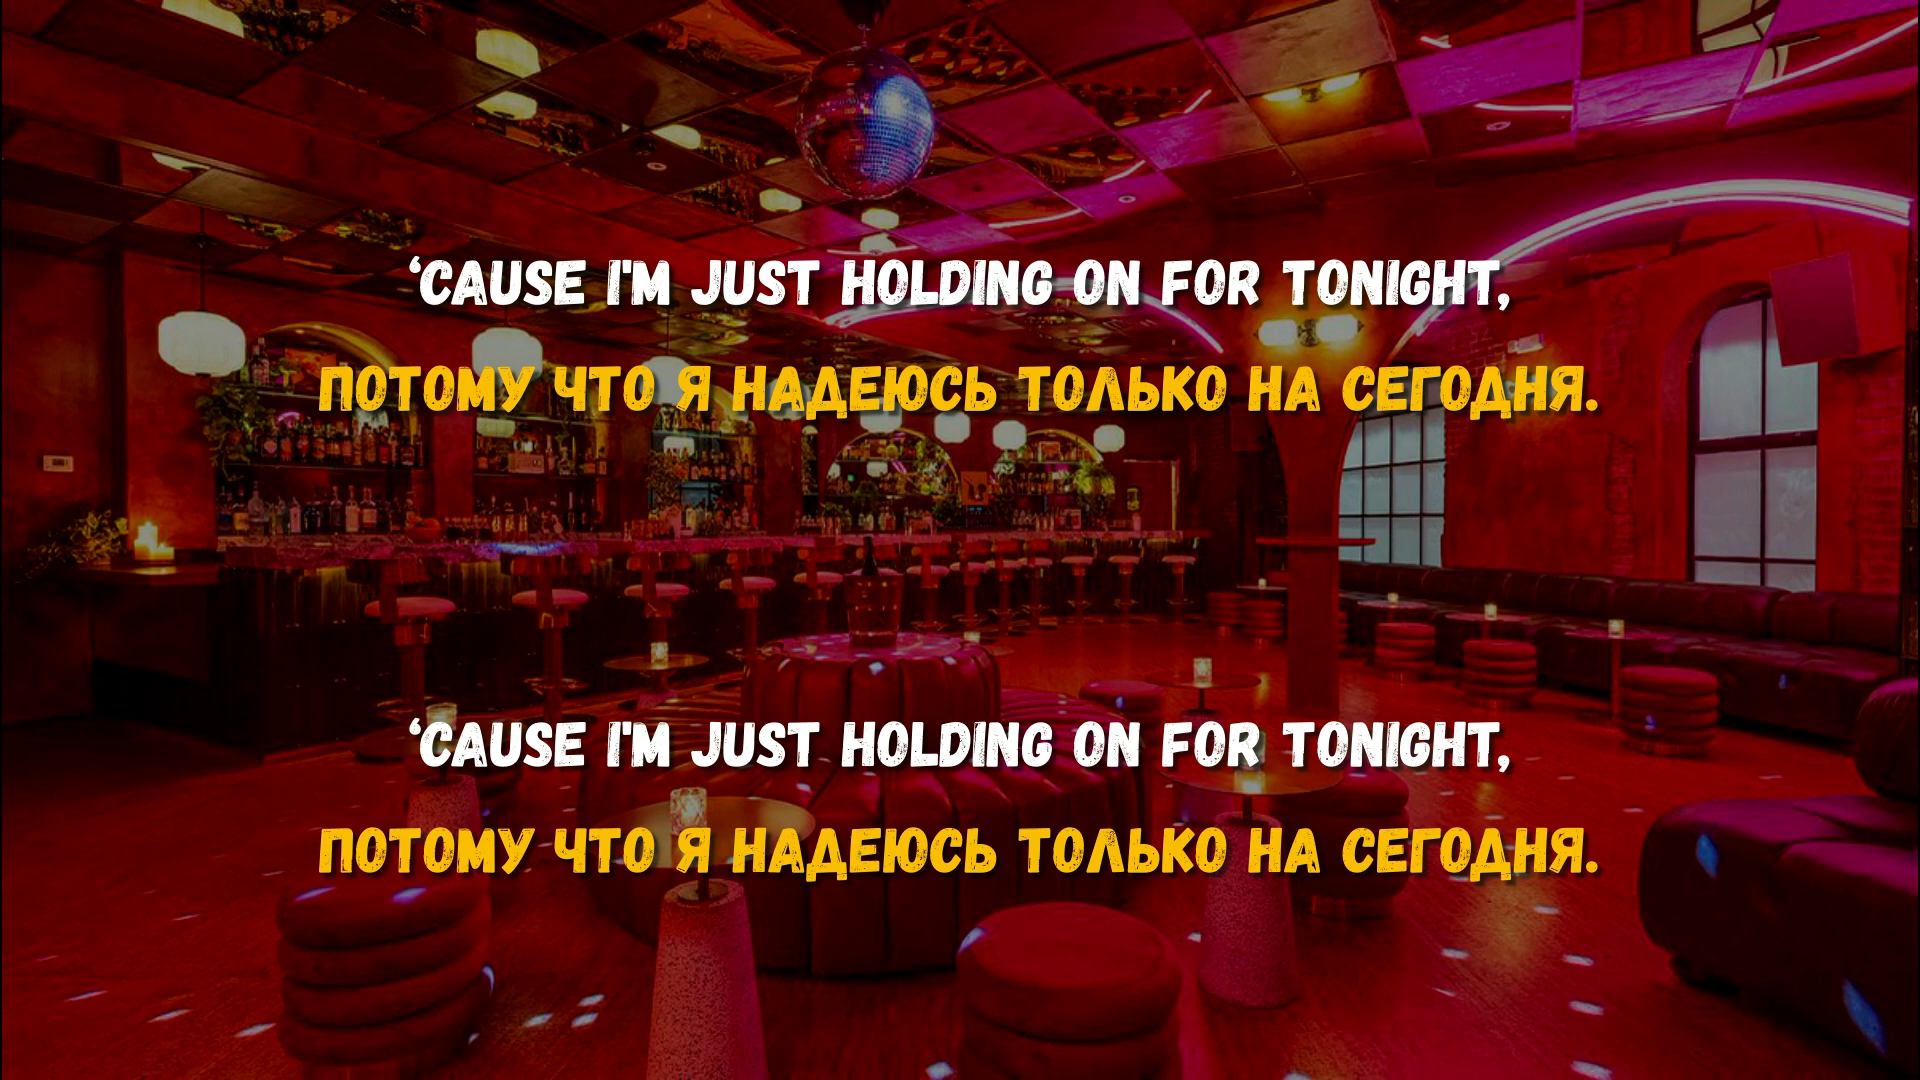 ‘CAUSE I'M JUST HOLDING ON FOR TONIGHT,
ПОТОМУ ЧТО Я НАДЕЮСЬ ТОЛЬКО НА СЕГОДНЯ.
‘CAUSE I'M JUST HOLDING ON FOR TONIGHT,
ПОТОМУ ЧТО Я НАДЕЮСЬ ТОЛЬКО НА СЕГОДНЯ.